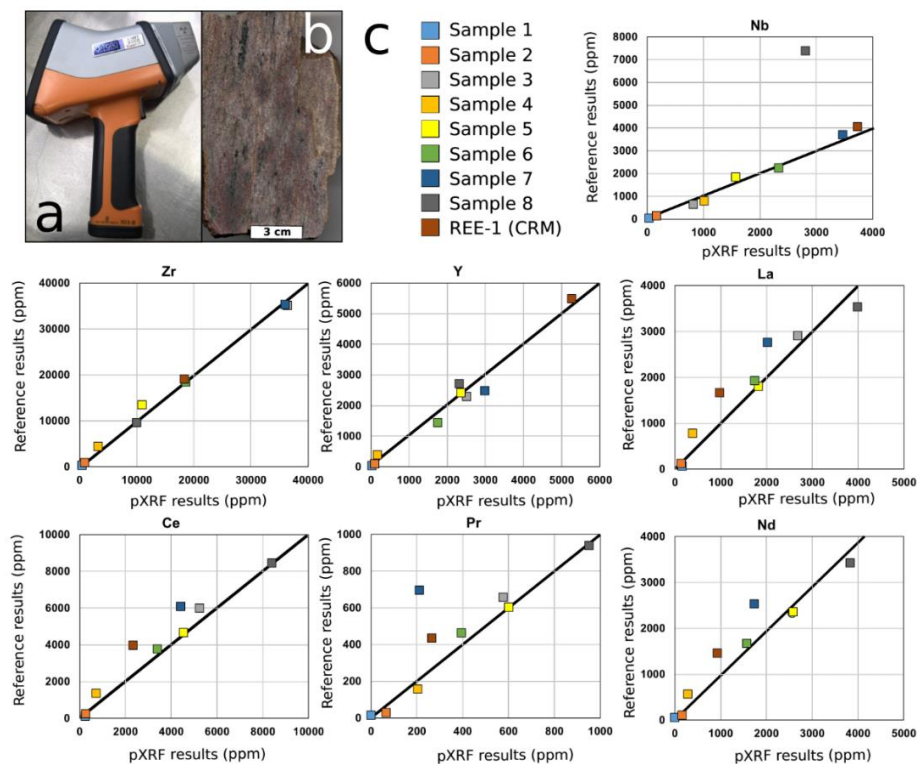 a
b
3 cm
c
Sample 1
Sample 2
Sample 3
Sample 4
Sample 5
Sample 6
Sample 7
Sample 8
REE-1 (CRM)
Nb
Reference results (ppm)
8000
7000
6000
5000
4000
3000
2000
1000
0
0 1000 2000 3000 4000
pXRF results (ppm)
Zr
Reference results (ppm)
40000
30000
20000
10000
0
0 10000 20000 30000 40000
pXRF results (ppm)
Y
Reference results (ppm)
6000
5000
4000
3000
2000
1000
0
0 1000 2000 3000 4000 5000 6000
pXRF results (ppm)
La
Reference results (ppm)
4000
3000
2000
1000
0
0 1000 2000 3000 4000 5000
pXRF results (ppm)
Ce
Reference results (ppm)
10000
8000
6000
4000
2000
0
0 2000 4000 6000 8000 10000
pXRF results (ppm)
Pr
Reference results (ppm)
1000
800
600
400
200
0
0 200 400 600 800 1000
pXRF results (ppm)
Nd
Reference results (ppm)
4000
3000
2000
1000
0
0 1000 2000 3000 4000 5000
pXRF results (ppm)